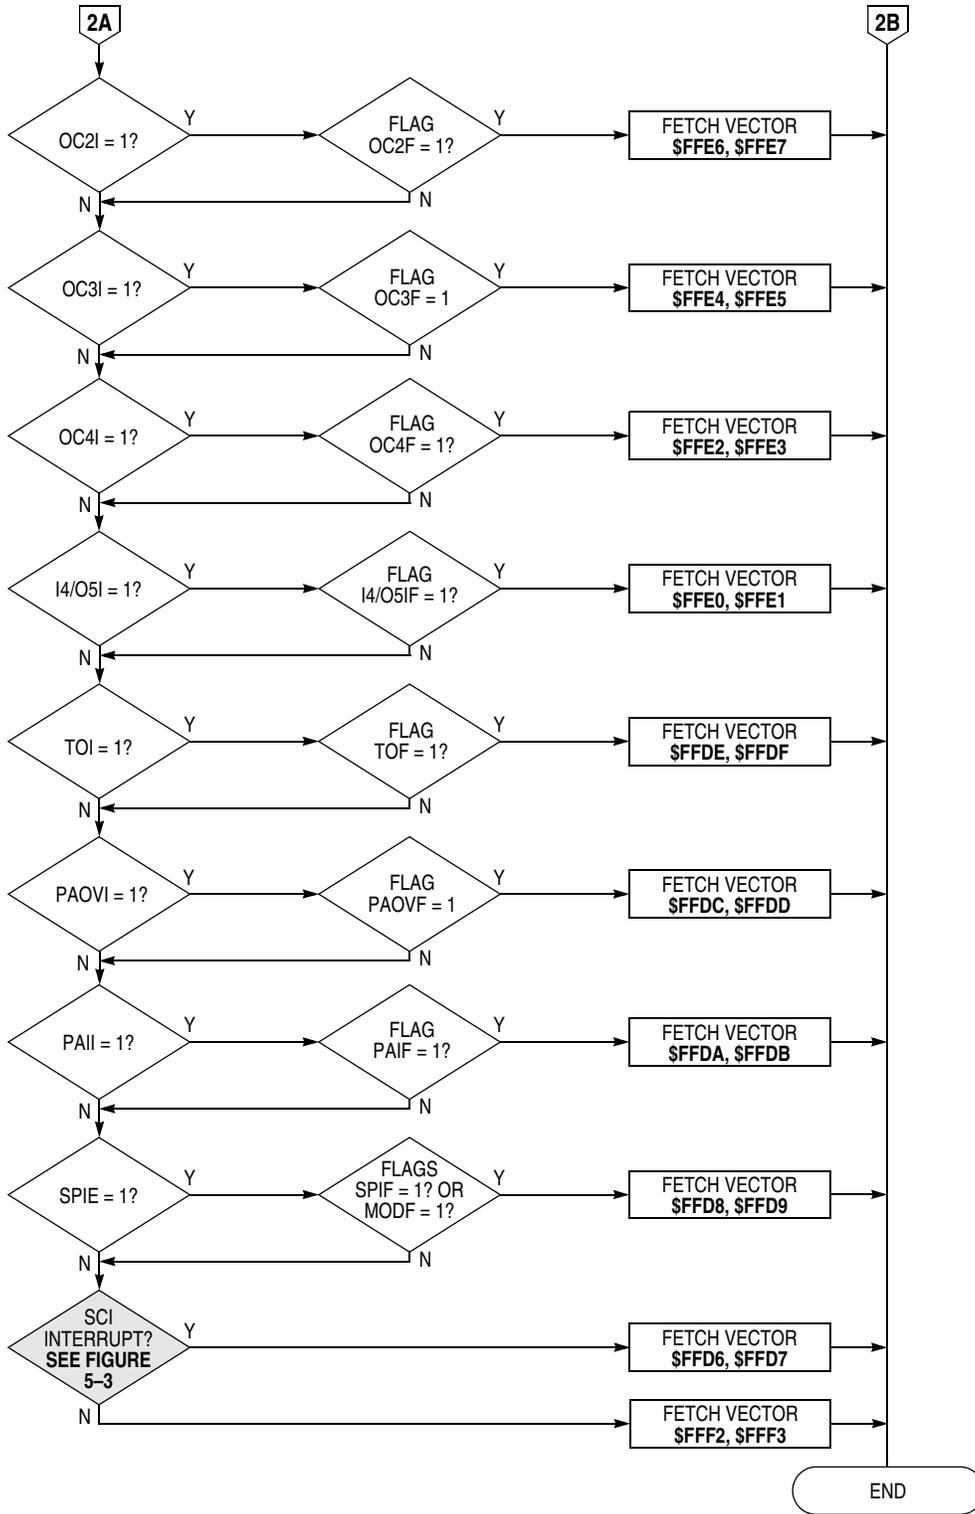 2A
2B
OC2I = 1?
Y
FLAG
OC2F = 1?
Y
FETCH VECTOR
$FFE6, $FFE7
N
N
OC3I = 1?
Y
FLAG
OC3F = 1
Y
FETCH VECTOR
$FFE4, $FFE5
N
N
OC4I = 1?
Y
FLAG
OC4F = 1?
Y
FETCH VECTOR
$FFE2, $FFE3
N
N
I4/O5I = 1?
Y
FLAG
I4/O5IF = 1?
Y
FETCH VECTOR
$FFE0, $FFE1
N
N
TOI = 1?
Y
FLAG
TOF = 1?
Y
FETCH VECTOR
$FFDE, $FFDF
N
N
PAOVI = 1?
Y
FLAG
PAOVF = 1
Y
FETCH VECTOR
$FFDC, $FFDD
N
N
PAII = 1?
Y
FLAG
PAIF = 1?
Y
FETCH VECTOR
$FFDA, $FFDB
N
N
SPIE = 1?
Y
FLAGS
SPIF = 1? OR
MODF = 1?
Y
FETCH VECTOR
$FFD8, $FFD9
N
N
SCI
INTERRUPT?
SEE FIGURE
5–3
Y
FETCH VECTOR
$FFD6, $FFD7
N
FETCH VECTOR
$FFF2, $FFF3
END